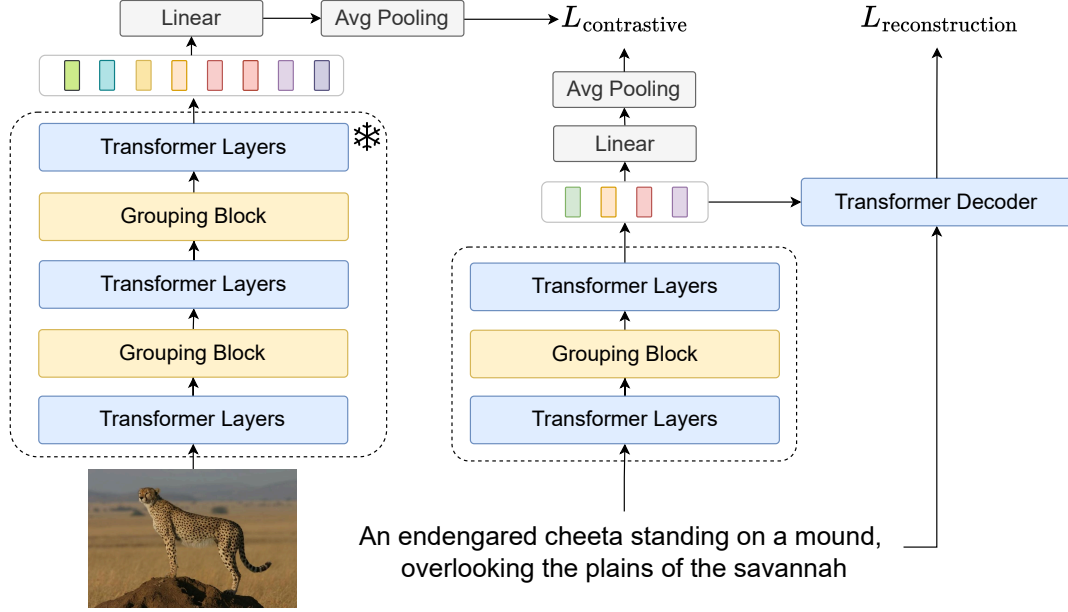 Linear
Avg Pooling
L_contrastive
L_reconstruction
Avg Pooling
Linear
Transformer Layers
Grouping Block
Transformer Layers
Grouping Block
Transformer Layers
Transformer Decoder
Transformer Layers
Grouping Block
Transformer Layers
An endengared cheeta standing on a mound,
overlooking the plains of the savannah